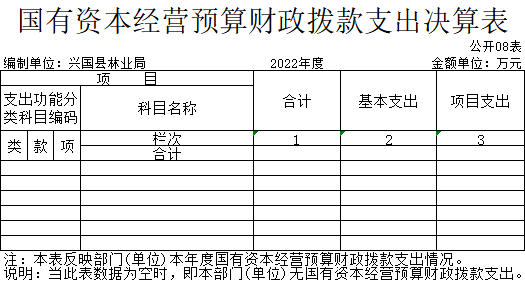 国有资本经营预算财政拨款支出决算表
公开08表
编制单位：兴国县林业局 2022年度 金额单位：万元
项 目 合计 基本支出 项目支出
支出功能分类科目编码 科目名称
类 款 项 栏次 1 2 3
合计
注：本表反映部门(单位)本年度国有资本经营预算财政拨款支出情况。
说明：当此表数据为空时，即本部门(单位)无国有资本经营预算财政拨款支出。